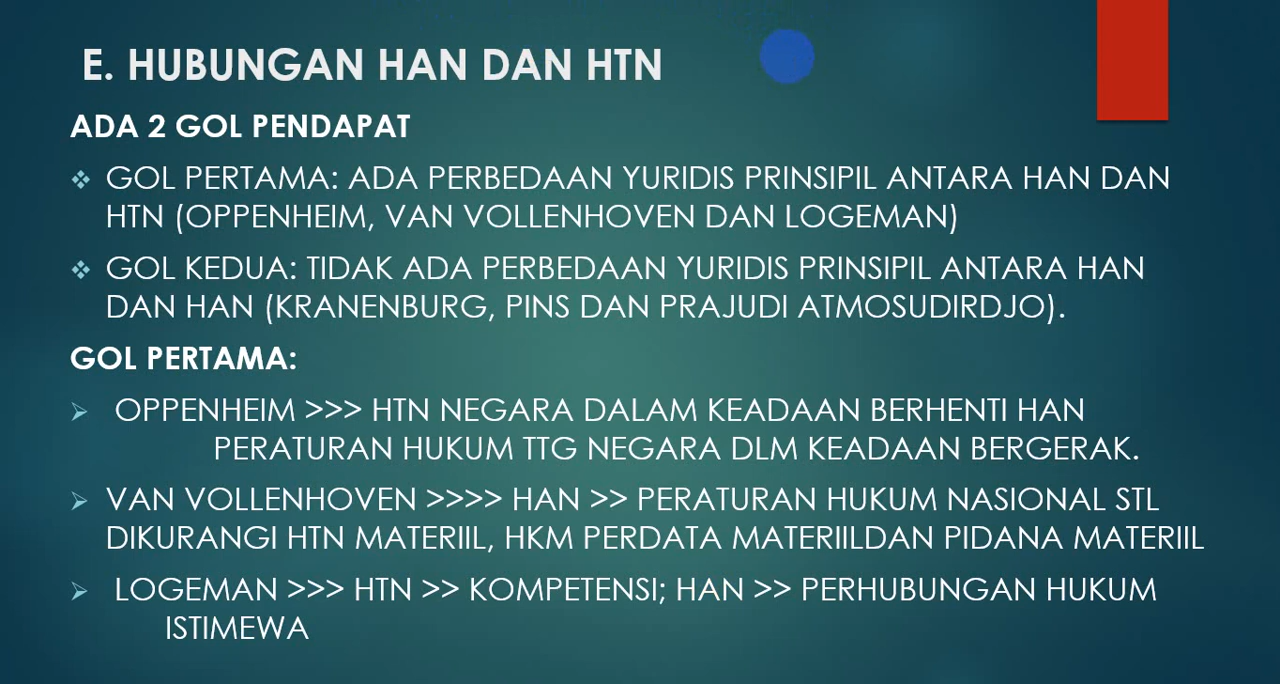 E. HUBUNGAN HAN DAN HTN
ADA 2 GOL PENDAPAT
GOL PERTAMA: ADA PERBEDAAN YURIDIS PRINSIPIL ANTARA HAN DAN
HTN (OPPENHEIM, VAN VOLLENHOVEN DAN LOGEMAN)
GOL KEDUA: TIDAK ADA PERBEDAAN YURIDIS PRINSIPIL ANTARA HAN
DAN HAN (KRANENBURG, PINS DAN PRAJUDI ATMOSUDIRDJO).
GOL PERTAMA:
OPPENHEIM >>> HTN NEGARA DALAM KEADAAN BERHENTI HAN
PERATURAN HUKUM TTG NEGARA DLM KEADAAN BERGERAK.
VAN VOLLENHOVEN >>>> HAN >> PERATURAN HUKUM NASIONAL STL
DIKURANGI HTN MATERIIL, HKM PERDATA MATERIILDAN PIDANA MATERIIL
LOGEMAN >>> HTN >> KOMPETENSI; HAN >> PERHUBUNGAN HUKUM
ISTIMEWA